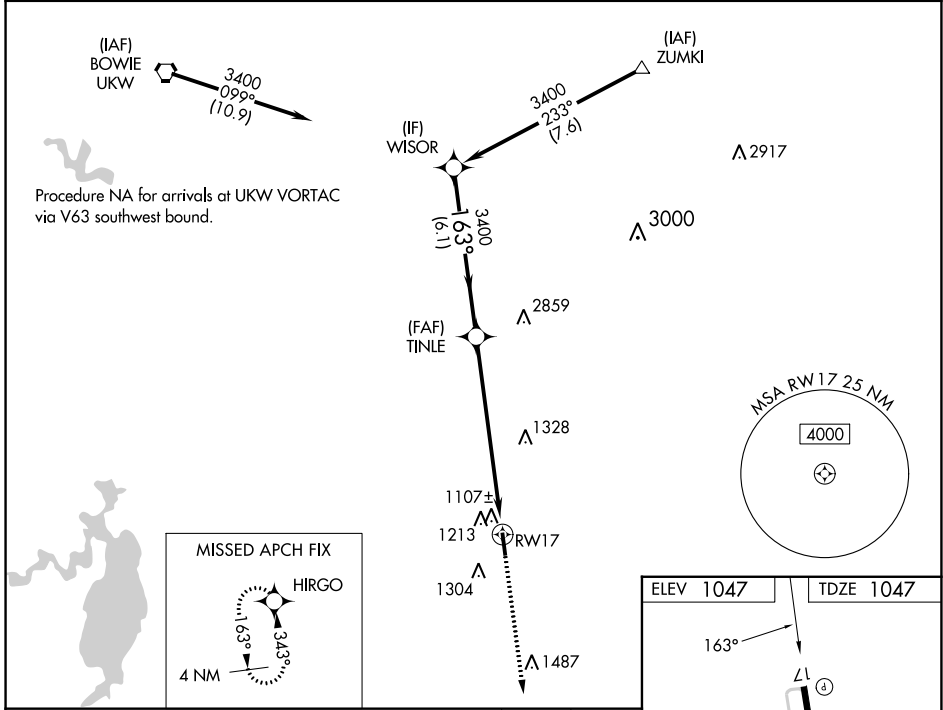 (IAF)
BOWIE
UKW
3400
099°
(10.9)
(IAF)
ZUMKI
3400
233°
(7.6)
(IF)
WISOR
2917
Procedure NA for arrivals at UKW VORTAC
via V63 southwest bound.
3400
163°
(6.1)
3000
2859
(FAF)
TINLE
MSA RW17 25 NM
4000
1328
1107±
1213
RW17
1304
MISSED APCH FIX
HIRGO
163°
343°
4 NM
1487
ELEV 1047
TDZE 1047
163°
17
P